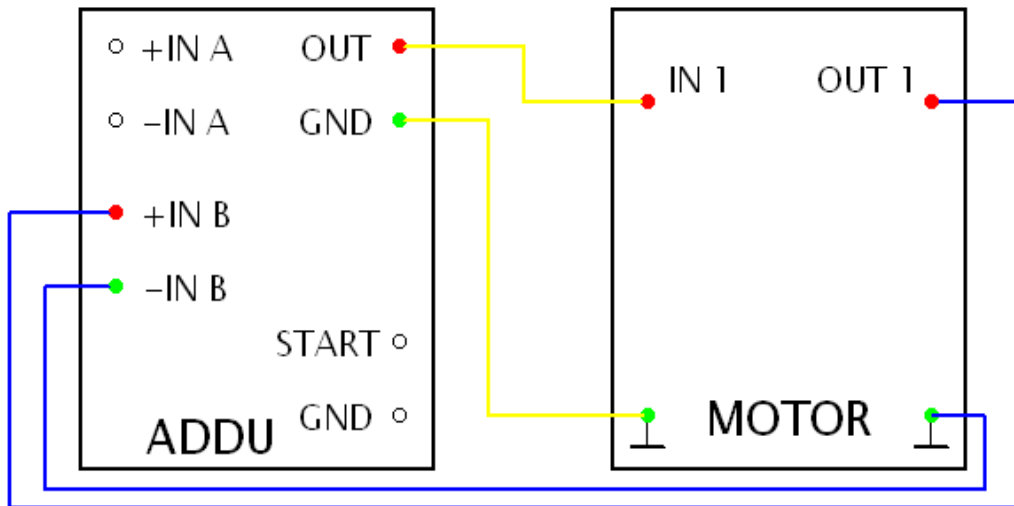 +IN A
OUT
−IN A
GND
+IN B
−IN B
START
GND
ADDU
IN 1
OUT 1
MOTOR